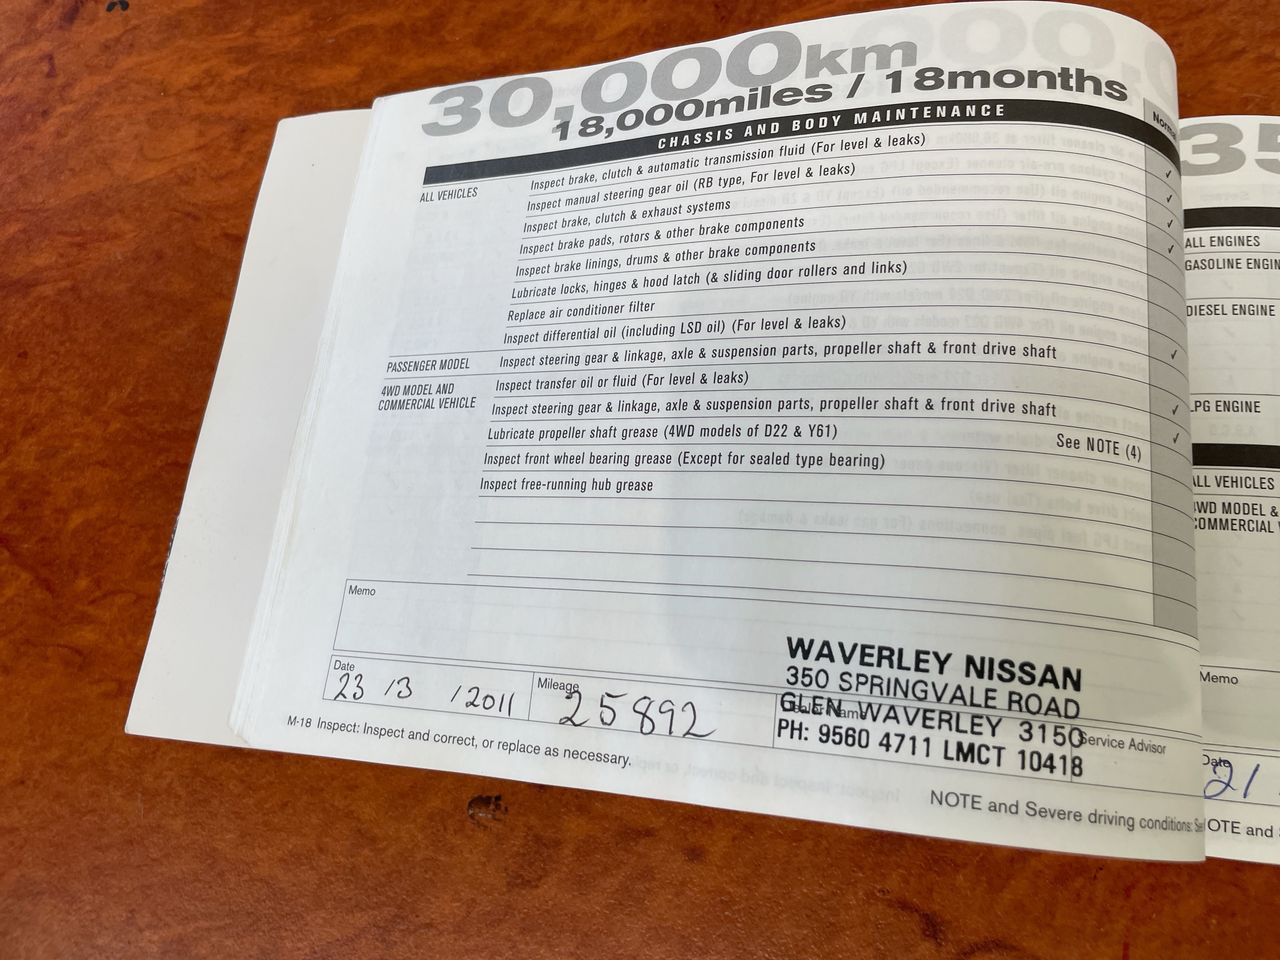 30,000km
18,000miles / 18months
CHASSIS AND BODY MAINTENANCE
ALL VEHICLES
Inspect brake, clutch & automatic transmission fluid (For level & leaks)
Inspect manual steering gear oil (RB type, For level & leaks)
Inspect brake, clutch & exhaust systems
Inspect brake pads, rotors & other brake components
Inspect brake linings, drums & other brake components
Lubricate locks, hinges & hood latch (& sliding door rollers and links)
Replace air conditioner filter
Inspect differential oil (including LSD oil) (For level & leaks)
PASSENGER MODEL
Inspect steering gear & linkage, axle & suspension parts, propeller shaft & front drive shaft
4WD MODEL AND
COMMERCIAL VEHICLE
Inspect transfer oil or fluid (For level & leaks)
Inspect steering gear & linkage, axle & suspension parts, propeller shaft & front drive shaft
Lubricate propeller shaft grease (4WD models of D22 & Y61) See NOTE (4)
Inspect front wheel bearing grease (Except for sealed type bearing)
Inspect free-running hub grease
Memo
Date
23 /3 /2011
Mileage
25892
WAVERLEY NISSAN
350 SPRINGVALE ROAD
GLEN WAVERLEY 3150
PH: 9560 4711 LMCT 10418
Dealer Name
Service Advisor
M-18 Inspect: Inspect and correct, or replace as necessary.
NOTE and Severe driving conditions:
35
ALL ENGINES
GASOLINE ENGIN
DIESEL ENGINE
LPG ENGINE
ALL VEHICLES
4WD MODEL &
COMMERCIAL
Memo
Date
21
NOTE and